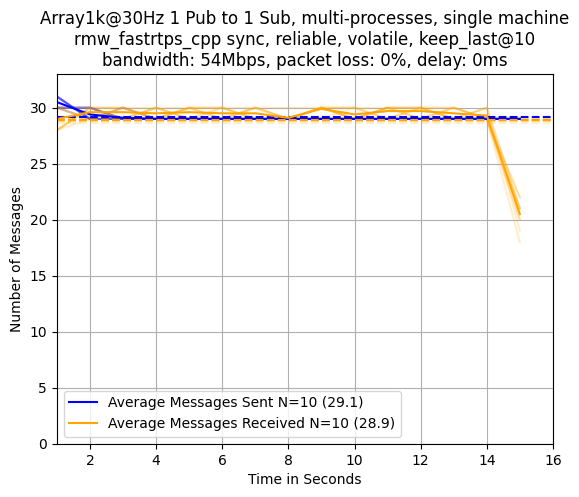 Array1k@30Hz 1 Pub to 1 Sub, multi-processes, single machine
rmw_fastrtps_cpp sync, reliable, volatile, keep_last@10
bandwidth: 54Mbps, packet loss: 0%, delay: 0ms
30
25
20
15
10
5
0
Number of Messages
Average Messages Sent N=10 (29.1)
Average Messages Received N=10 (28.9)
2 4 6 8 10 12 14 16
Time in Seconds